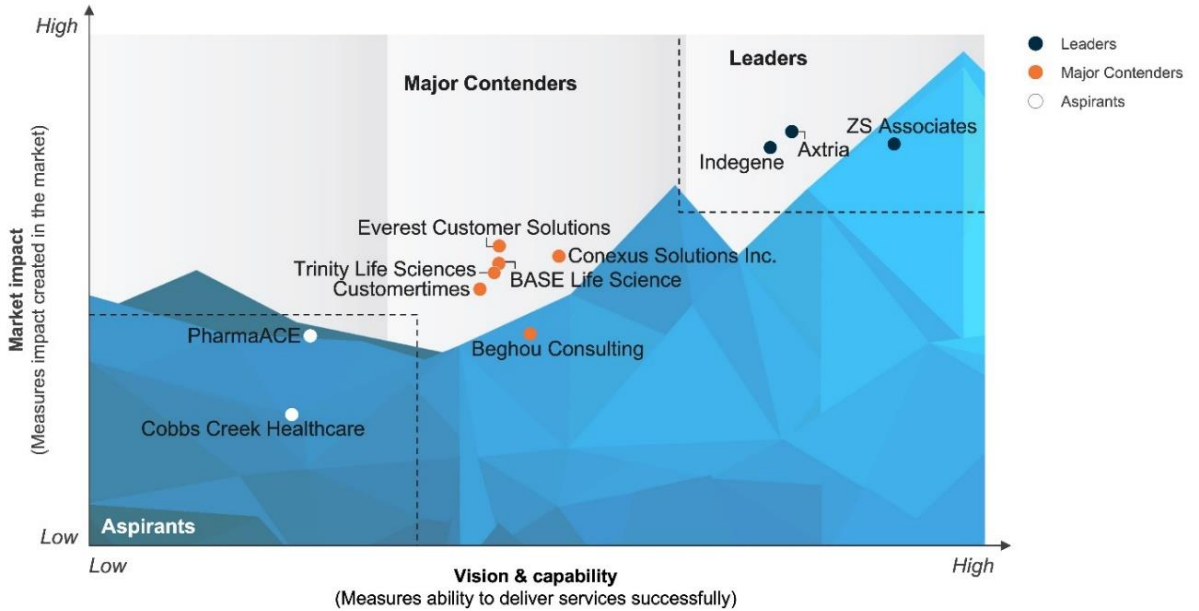 High
Major Contenders
Leaders
Leaders
Major Contenders
Aspirants
ZS Associates
Axtria
Indegene
Everest Customer Solutions
Conexus Solutions Inc.
Trinity Life Sciences
BASE Life Science
Customertimes
PharmaACE
Beghou Consulting
Cobbs Creek Healthcare
Aspirants
Market impact
(Measures impact created in the market)
Low
Low
High
Vision & capability
(Measures ability to deliver services successfully)